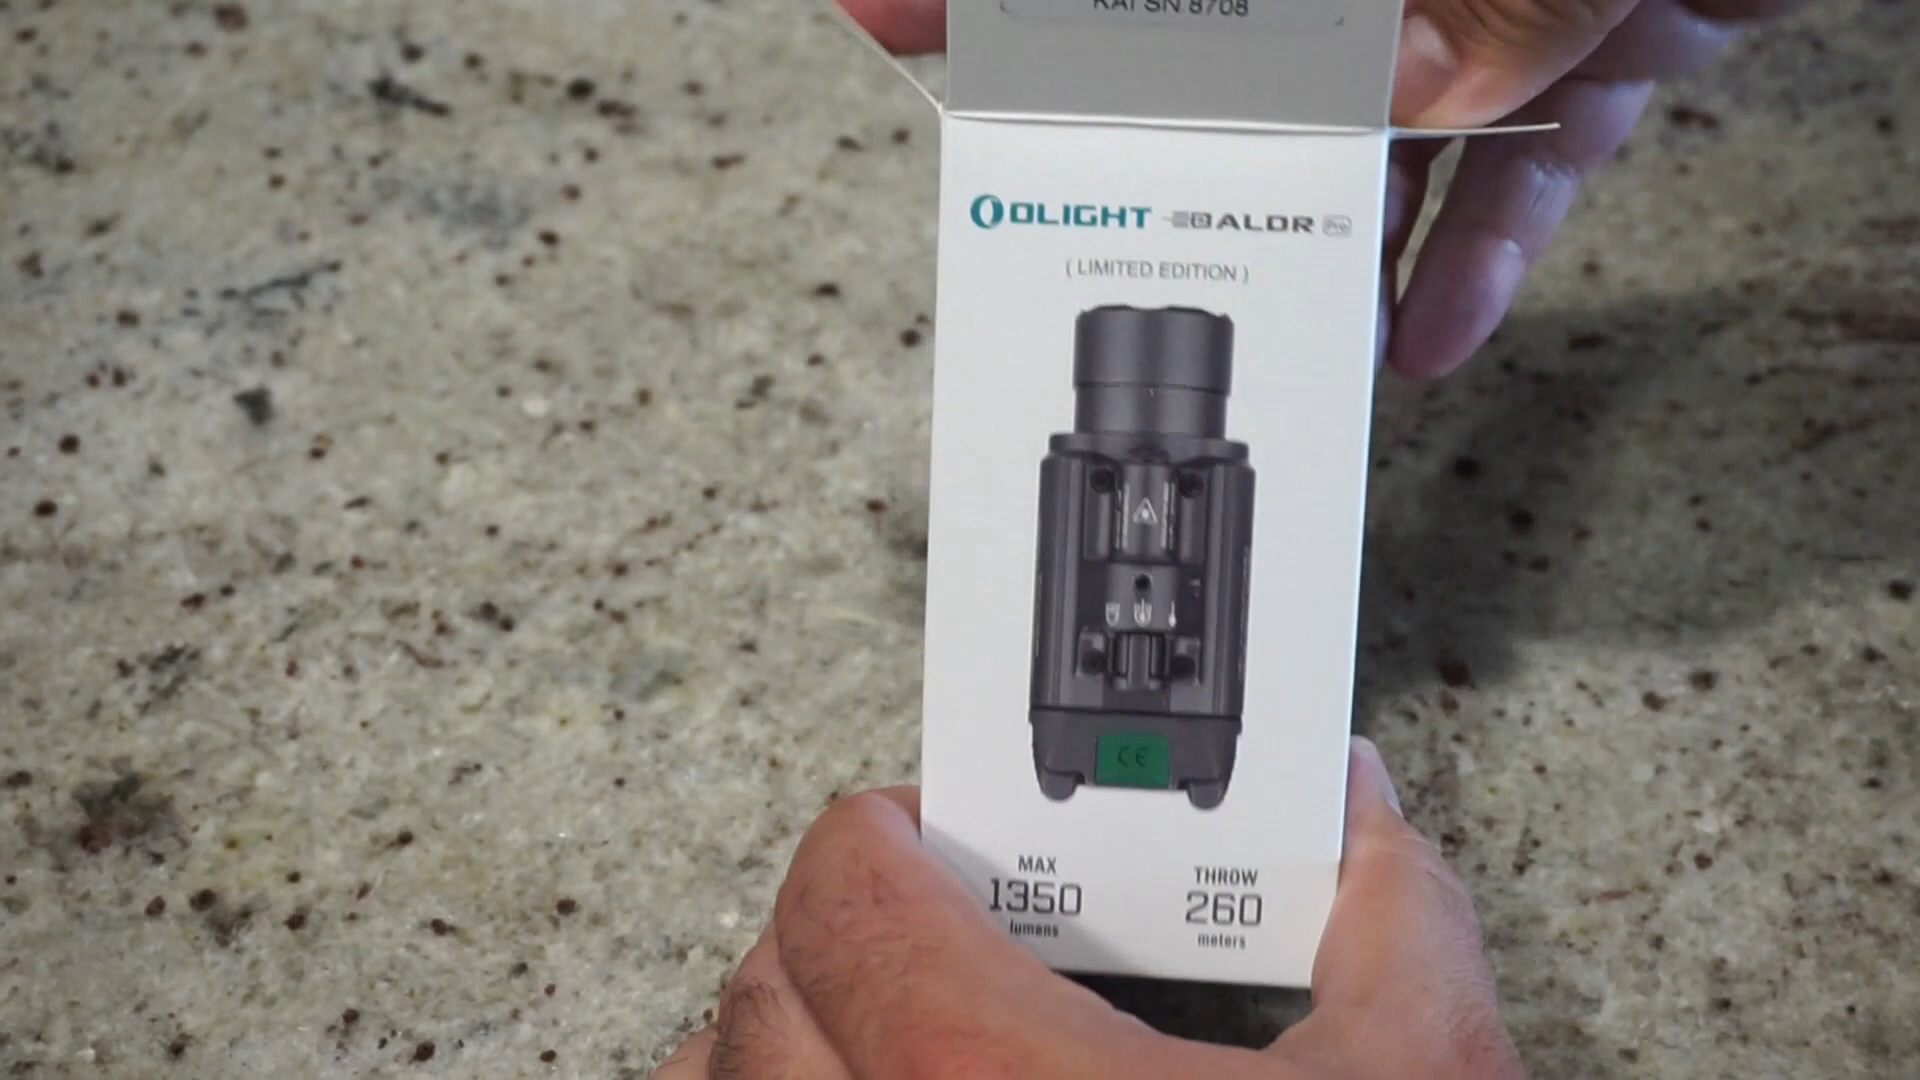 KAI SN 8708
OLIGHT BALDR Pro
( LIMITED EDITION )
CE
MAX
1350
lumens
THROW
260
meters